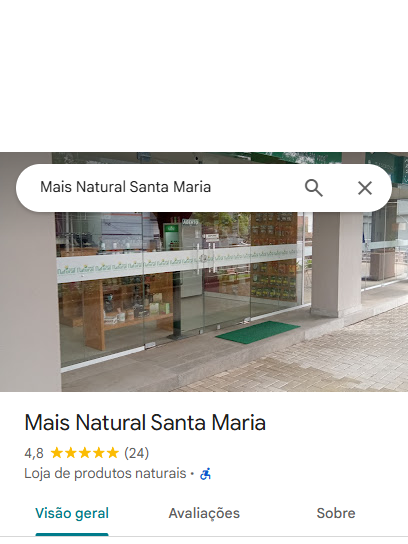 Mais Natural Santa Maria
Mais Natural Santa Maria
4,8 (24)
Loja de produtos naturais ·
Visão geral
Avaliações
Sobre